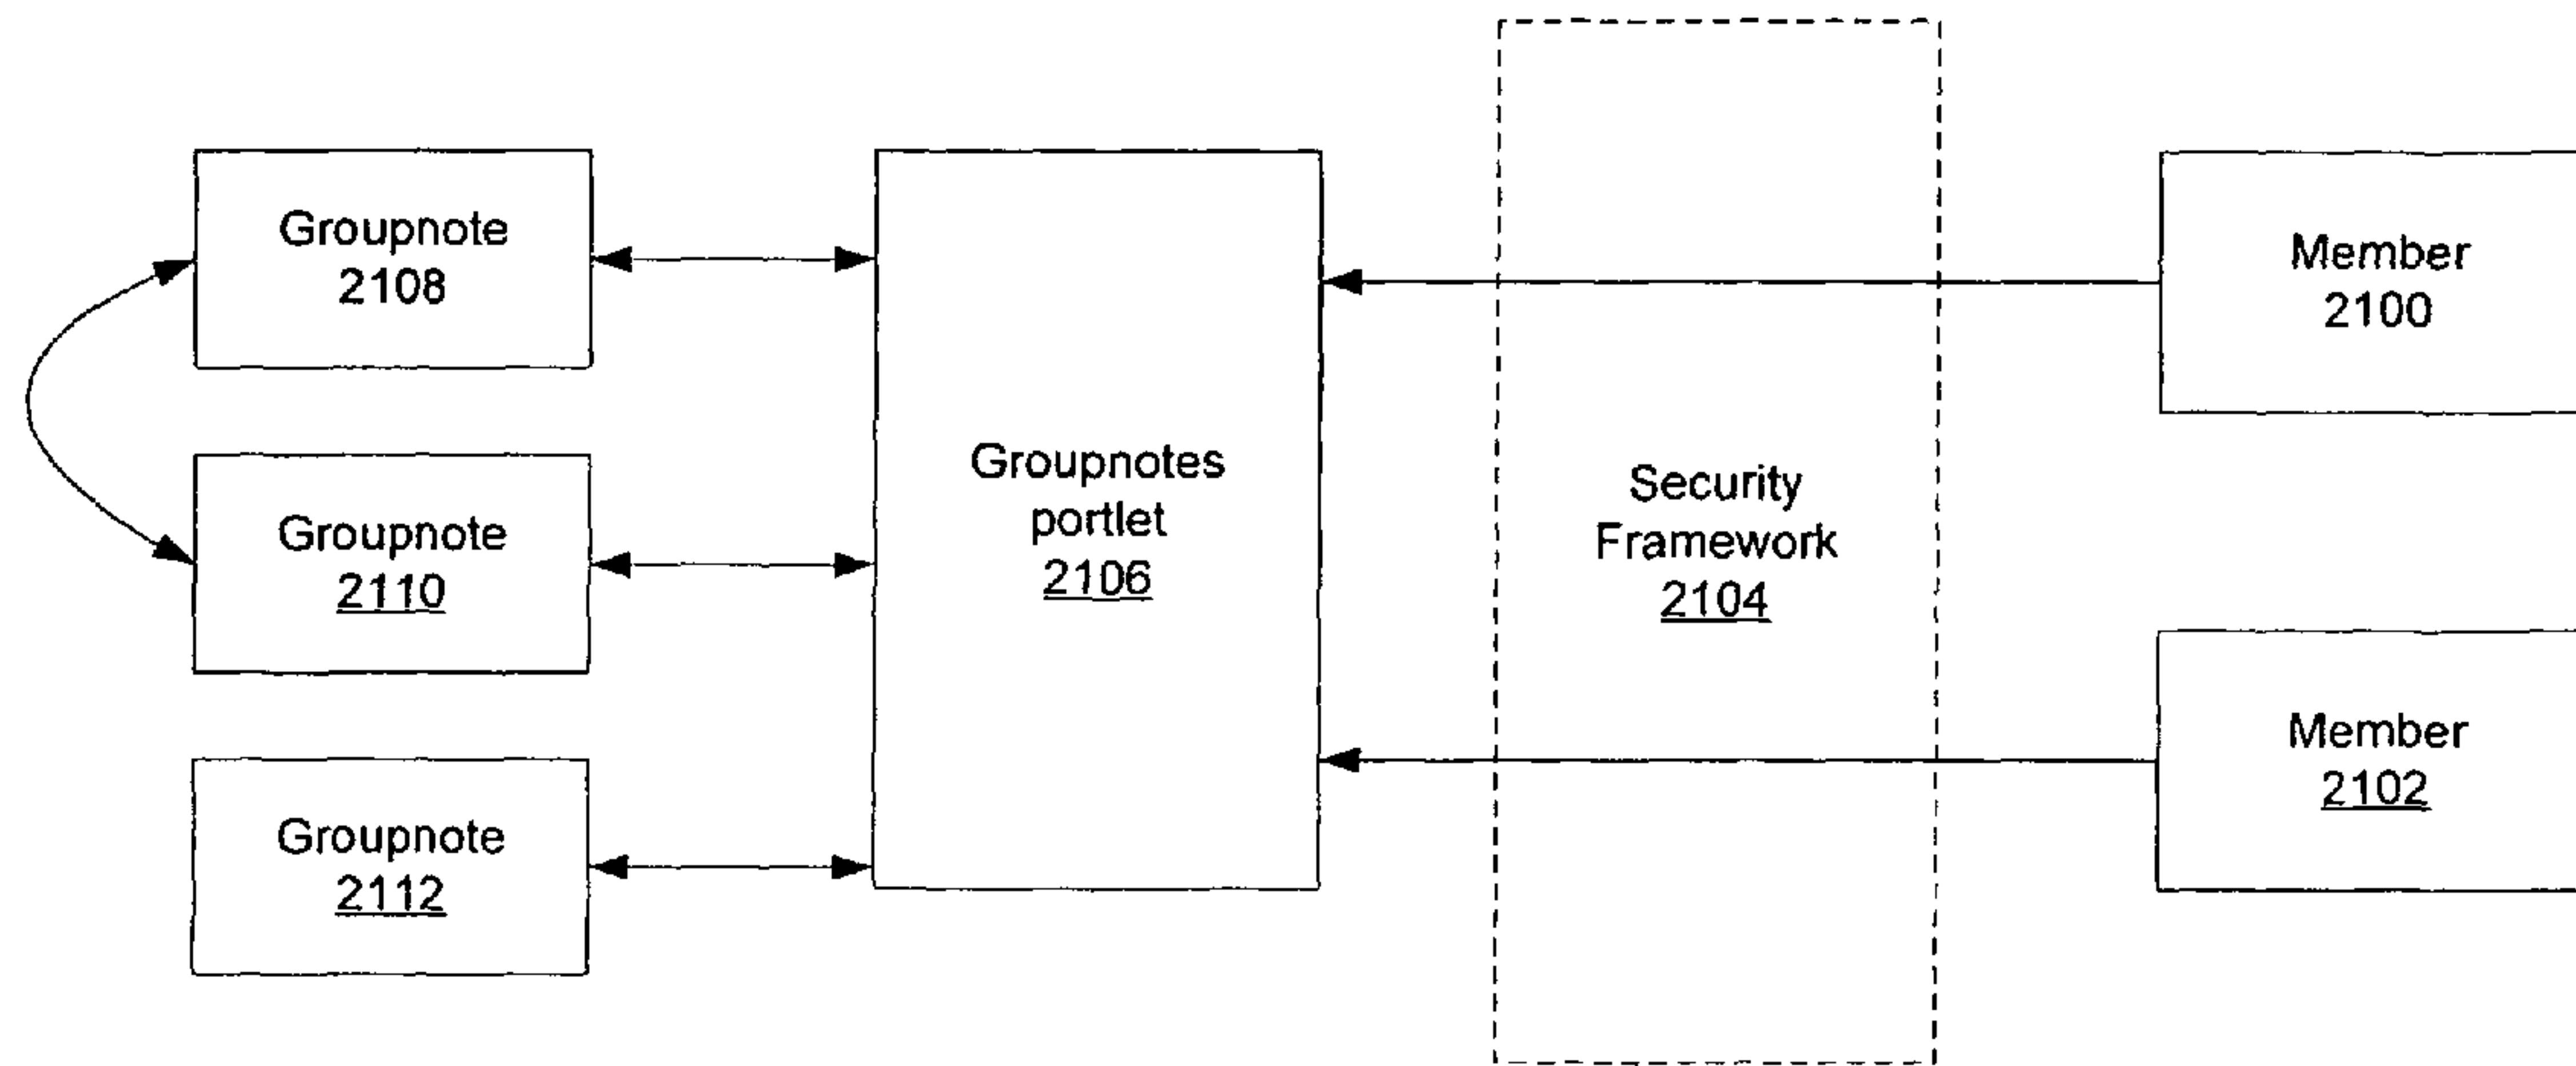 Groupnote
2108
Groupnote
2110
Groupnote
2112
Groupnotes
portlet
2106
Security
Framework
2104
Member
2100
Member
2102